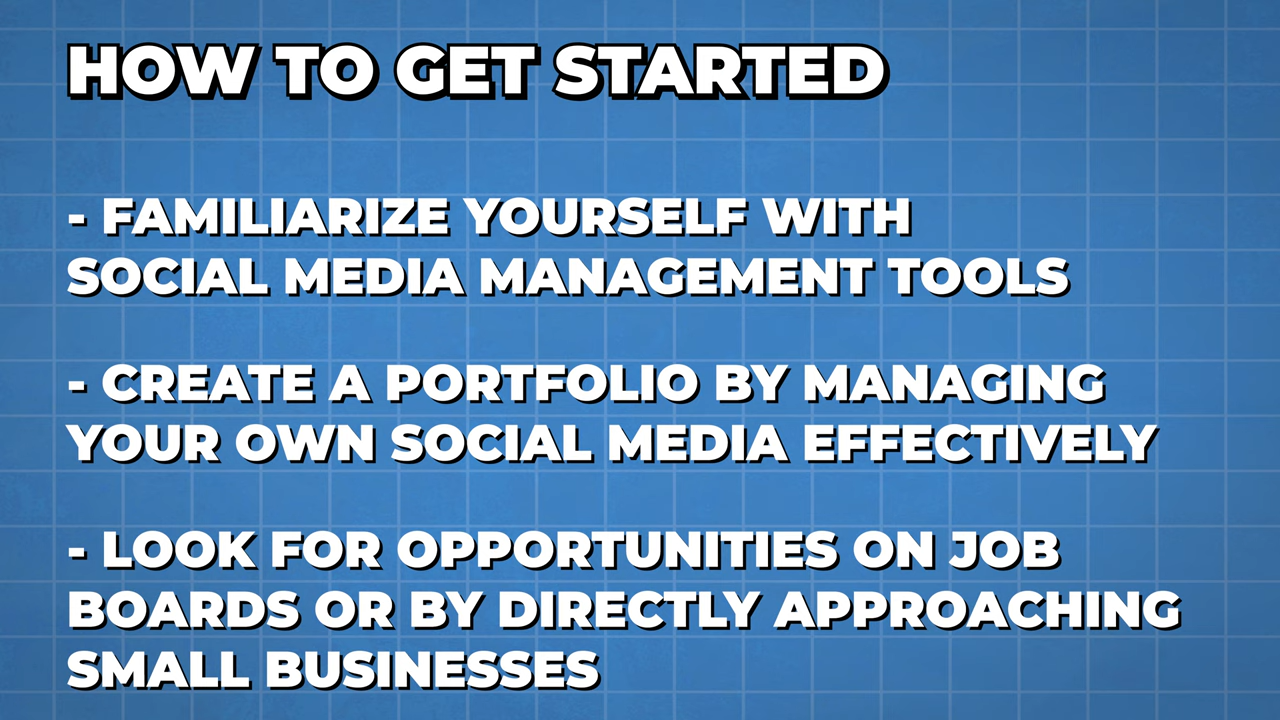 HOW TO GET STARTED
- FAMILIARIZE YOURSELF WITH
SOCIAL MEDIA MANAGEMENT TOOLS
- CREATE A PORTFOLIO BY MANAGING
YOUR OWN SOCIAL MEDIA EFFECTIVELY
- LOOK FOR OPPORTUNITIES ON JOB
BOARDS OR BY DIRECTLY APPROACHING
SMALL BUSINESSES